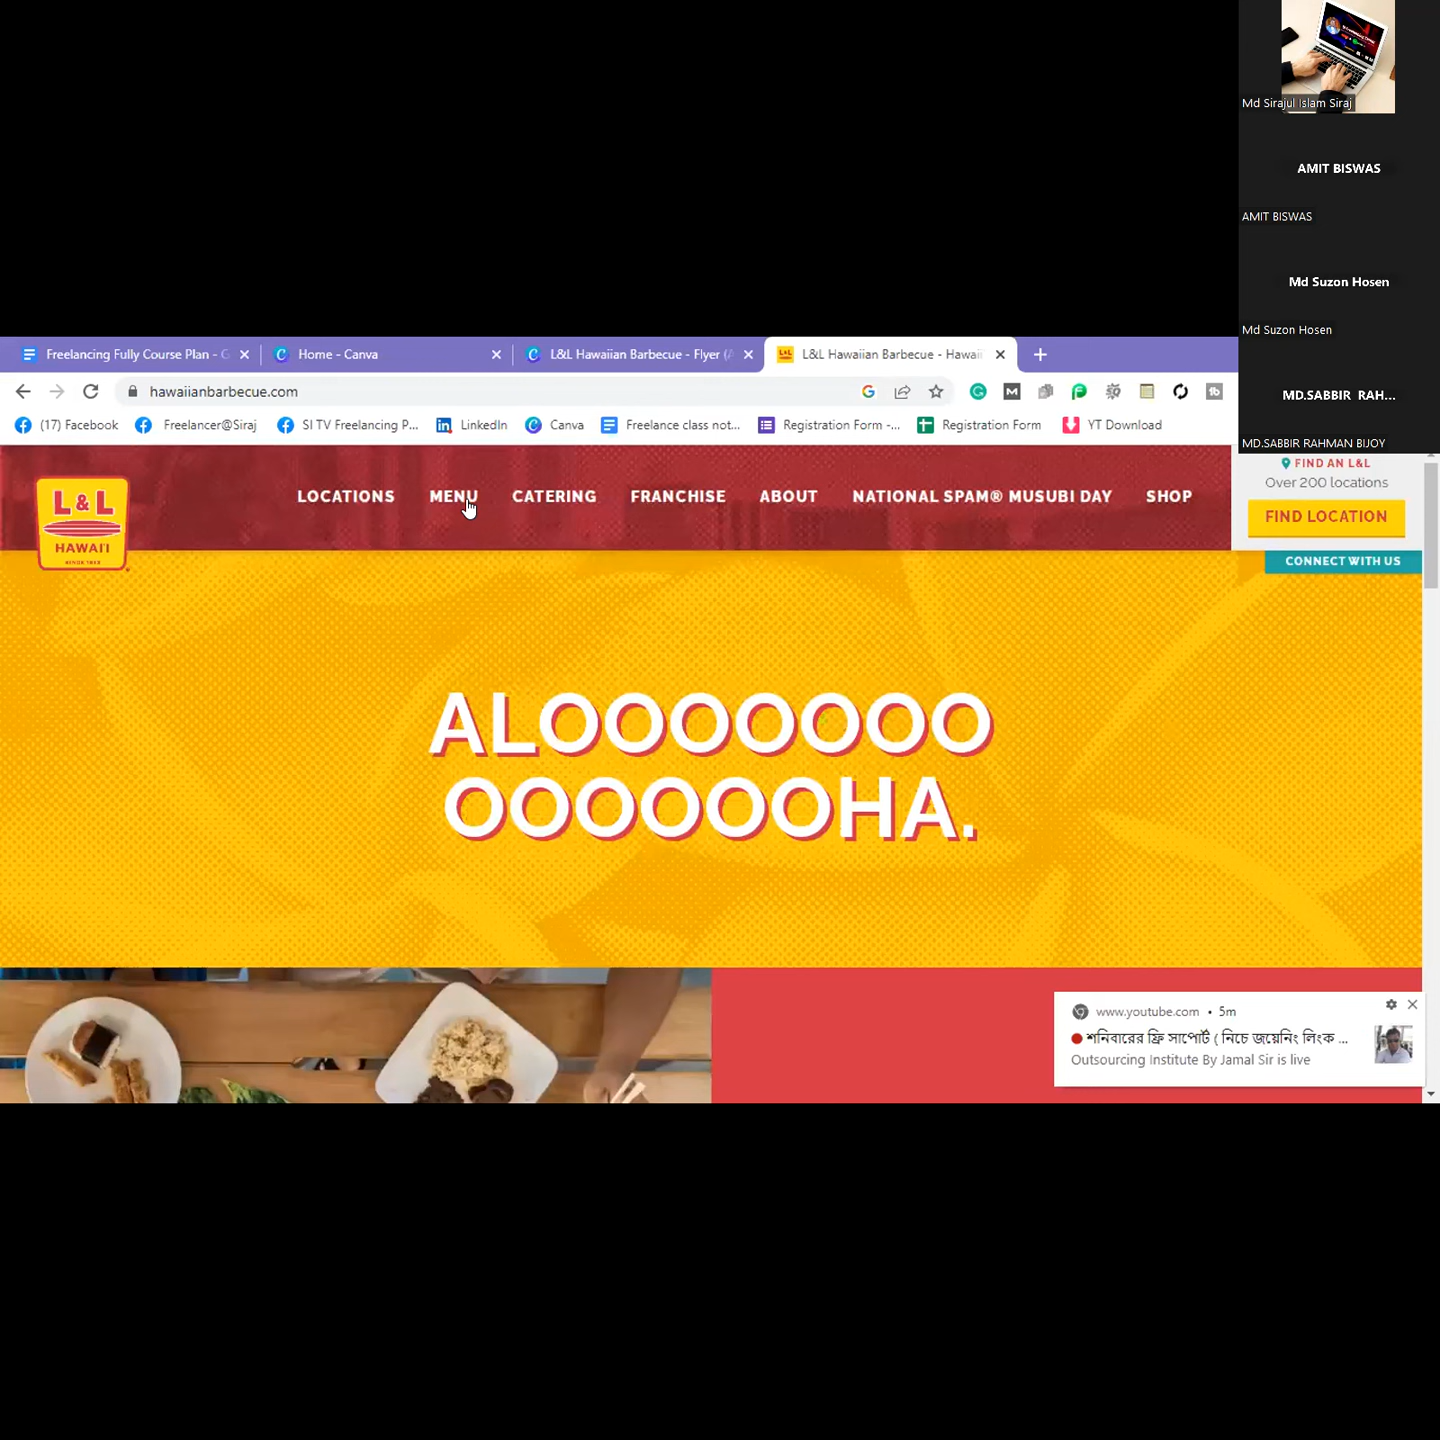 Md Sirajul Islam Siraj
AMIT BISWAS
AMIT BISWAS
Md Suzon Hosen
Md Suzon Hosen
MD.SABBIR RAH...
MD.SABBIR RAHMAN BIJOY
Freelancing Fully Course Plan - G
Home - Canva
L&L Hawaiian Barbecue - Flyer (A
L&L Hawaiian Barbecue - Hawaii
hawaiianbarbecue.com
(17) Facebook
Freelancer@Siraj
SI TV Freelancing P...
LinkedIn
Canva
Freelance class not...
Registration Form -...
Registration Form
YT Download
L&L
HAWAI'I
SINCE 1952
LOCATIONS
MENU
CATERING
FRANCHISE
ABOUT
NATIONAL SPAM® MUSUBI DAY
SHOP
FIND AN L&L
Over 200 locations
FIND LOCATION
CONNECT WITH US
ALOOOOOOO
OOOOOOHA.
www.youtube.com • 5m
শনিবারের ফ্রি সাপোর্ট ( নিচে জয়েনিং লিংক ...
Outsourcing Institute By Jamal Sir is live